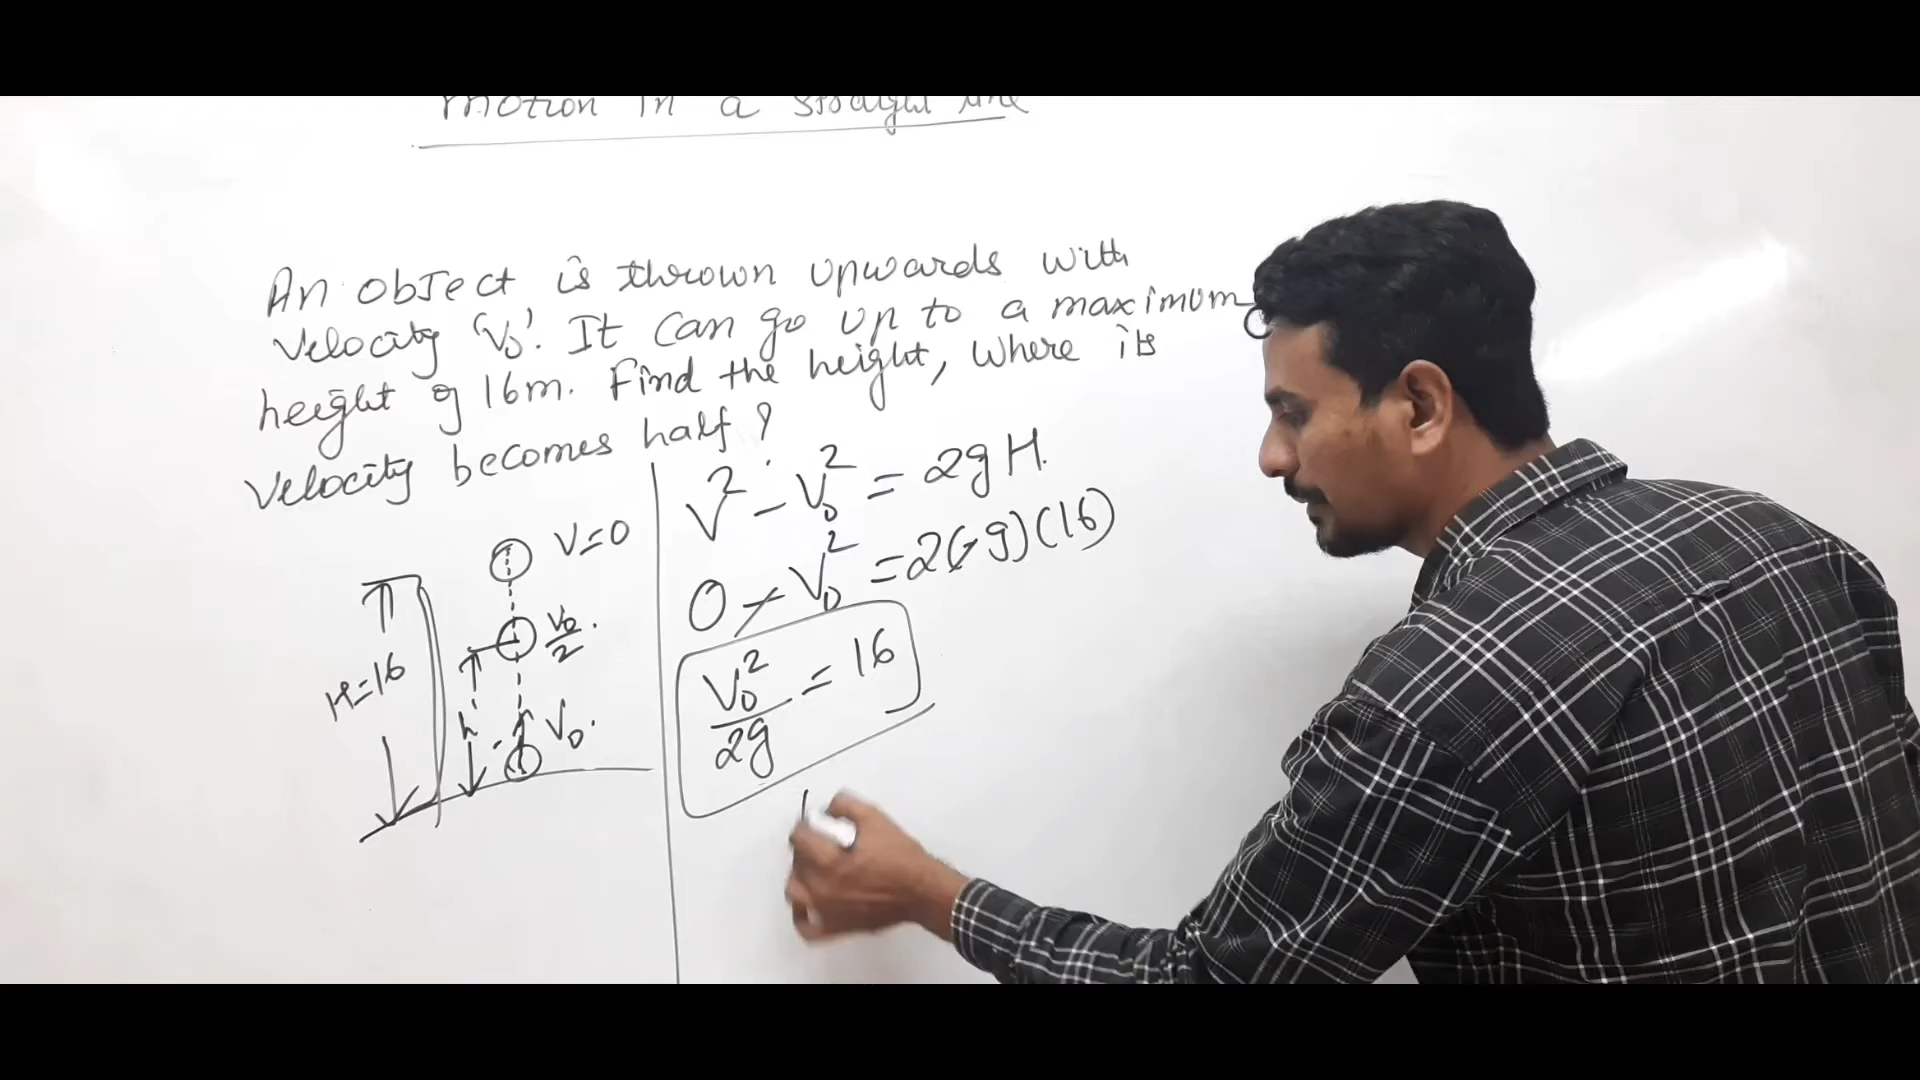 motion in a straight line
An object is thrown upwards with
velocity 'V₀'. It can go up to a maximum
height of 16m. Find the height, where its
velocity becomes half?
V² - V₀² = 2gH.
0 - V₀² = 2(-g)(16)
V₀²/2g = 16
V=0
V₀/2.
H=16
h
V₀.